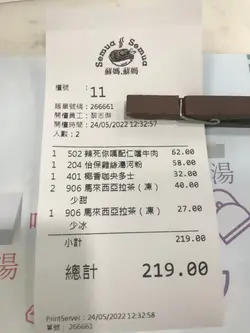 Semua Semua
蘇媽蘇媽
檯號: 11
賬單號碼: 266661
開檯員工: 黎志傑
開檯時間: 24/05/2022 12:32:57
人數: 2
1 502 辣死你嘴配仁噹牛肉 62.00
1 204 怡保雞絲湯河粉 58.00
1 401 椰香咖央多士 32.00
2 906 馬來西亞拉茶(凍) 40.00
少甜
1 906 馬來西亞拉茶(凍) 27.00
少冰
小計 219.00
總計 219.00
PrintServer : 24/05/2022 12:32:58
單號: 266661
湯